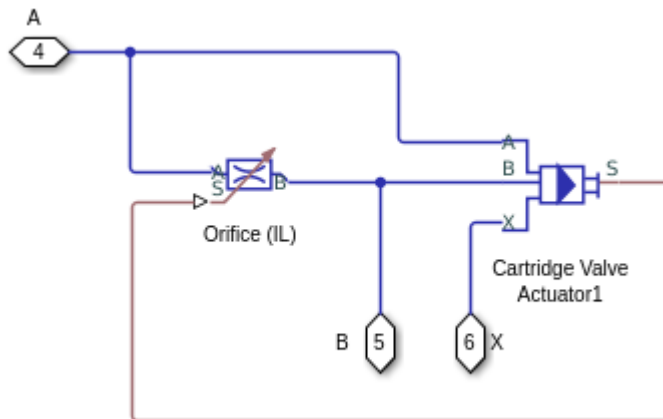 A
4
A
A
B
S
S
B
Orifice (IL)
X
Cartridge Valve
Actuator1
B
5
6
X